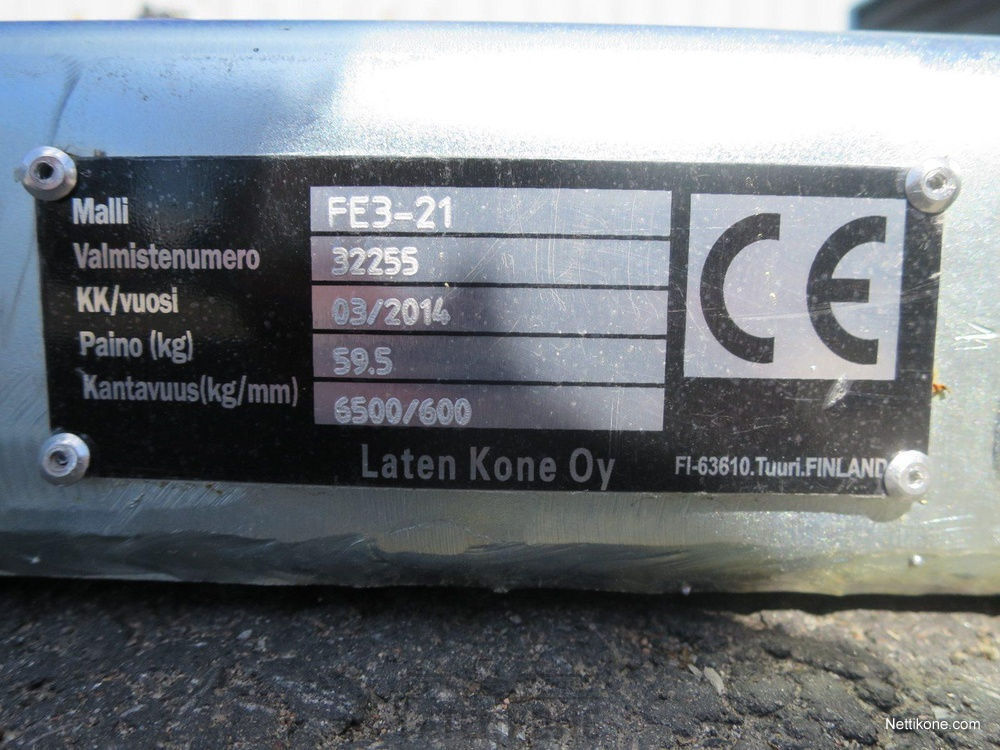 Malli FE3-21
Valmistenumero 32255
KK/vuosi 03/2014
Paino (kg) 59.5
Kantavuus(kg/mm) 6500/600
CE
Laten Kone Oy FI-63610.Tuuri.FINLAND
Nettikone.com